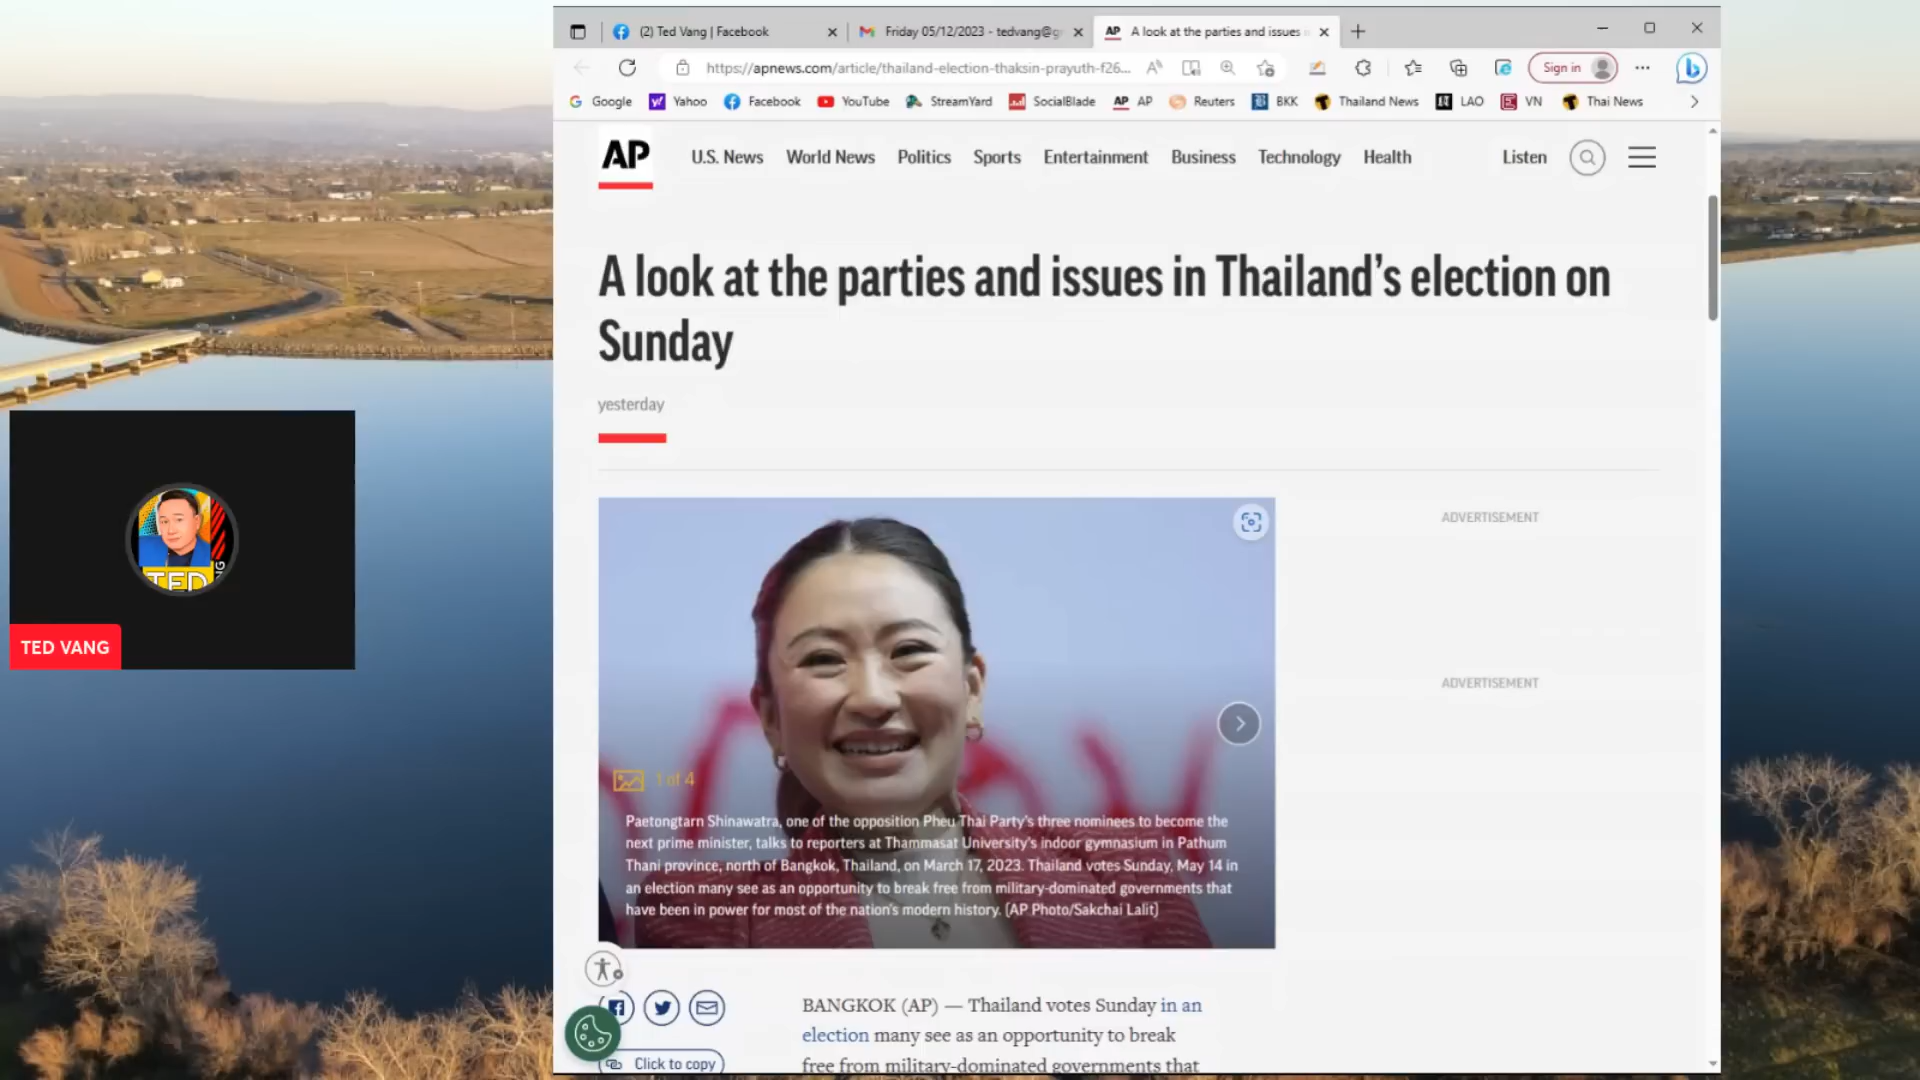 (2) Ted Vang | Facebook
Friday 05/12/2023 - tedvang@g
A look at the parties and issues
https://apnews.com/article/thailand-election-thaksin-prayuth-f26...
Sign in
Google Yahoo Facebook YouTube StreamYard SocialBlade AP AP Reuters BKK Thailand News LAO VN Thai News
AP
U.S. News World News Politics Sports Entertainment Business Technology Health Listen
A look at the parties and issues in Thailand's election on
Sunday
yesterday
ADVERTISEMENT
ADVERTISEMENT
1 of 4
Paetongtarn Shinawatra, one of the opposition Pheu Thai Party's three nominees to become the
next prime minister, talks to reporters at Thammasat University's indoor gymnasium in Pathum
Thani province, north of Bangkok, Thailand, on March 17, 2023. Thailand votes Sunday, May 14 in
an election many see as an opportunity to break free from military-dominated governments that
have been in power for most of the nation's modern history. (AP Photo/Sakchai Lalit)
BANGKOK (AP) — Thailand votes Sunday in an
election many see as an opportunity to break
free from military-dominated governments that
Click to copy
TED
TED VANG